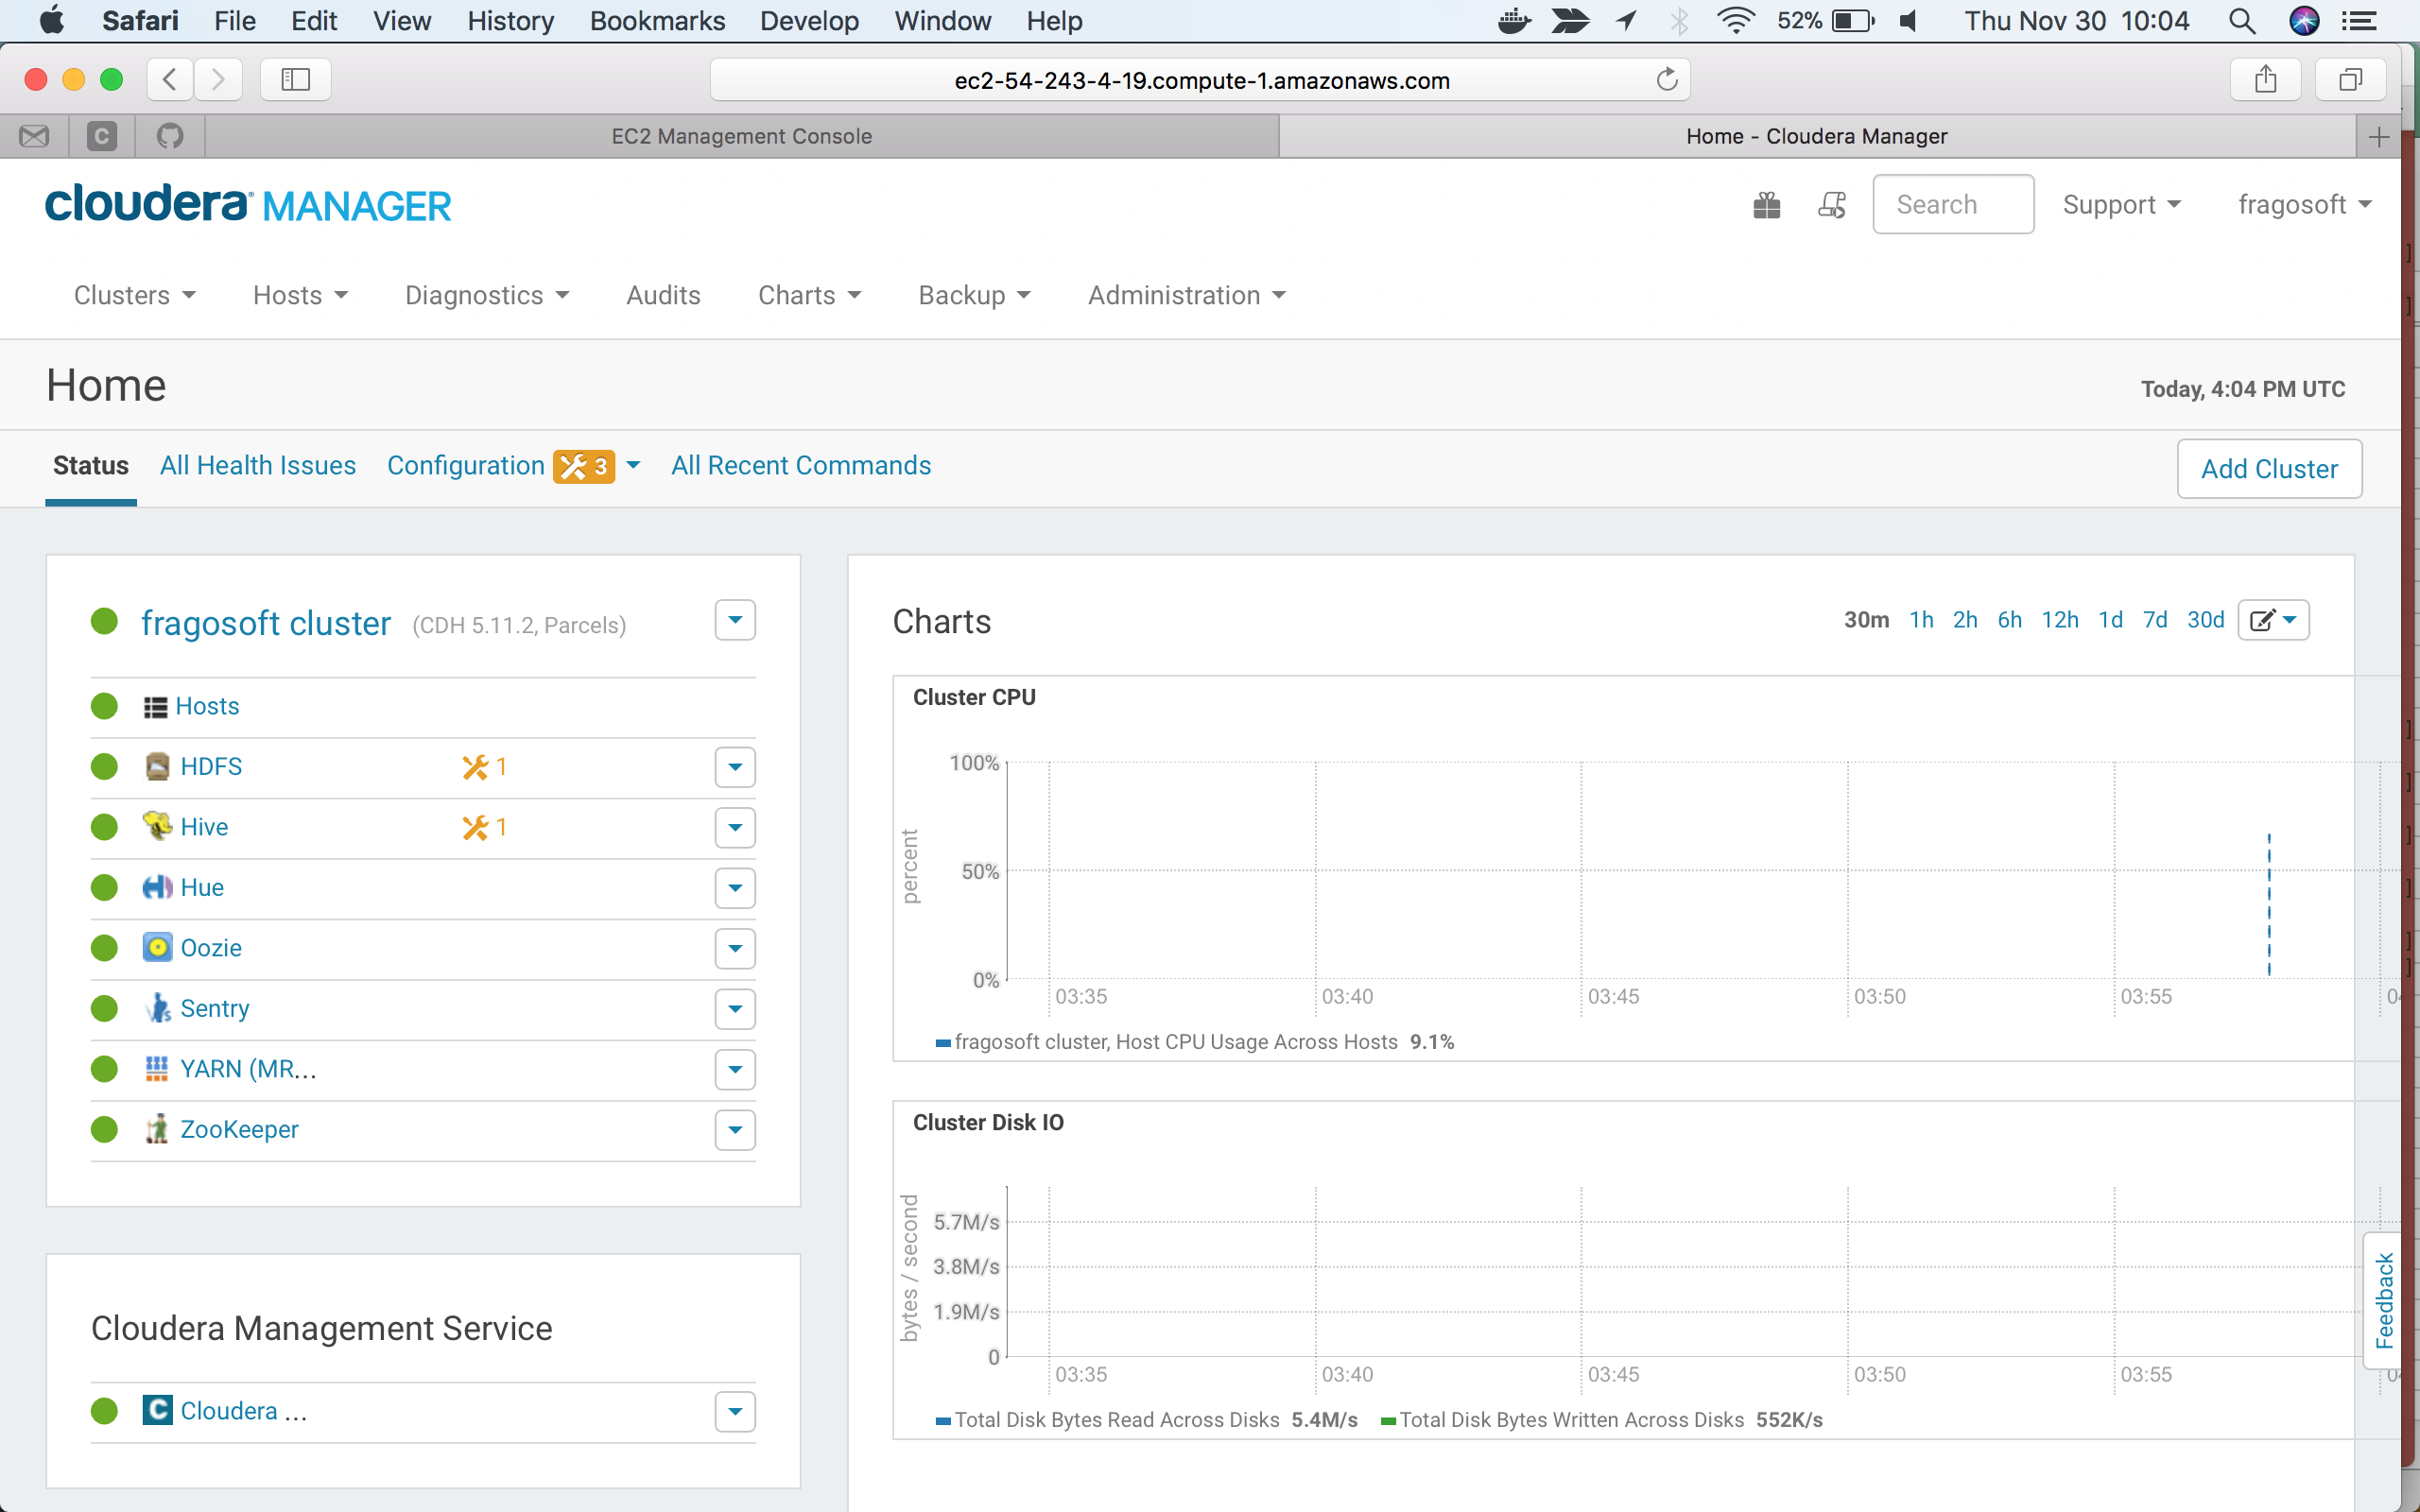 Safari File Edit View History Bookmarks Develop Window Help 52% Thu Nov 30 10:04
ec2-54-243-4-19.compute-1.amazonaws.com
C EC2 Management Console Home - Cloudera Manager
cloudera MANAGER Search Support fragosoft
Clusters Hosts Diagnostics Audits Charts Backup Administration
Home Today, 4:04 PM UTC
Status All Health Issues Configuration 3 All Recent Commands Add Cluster
fragosoft cluster (CDH 5.11.2, Parcels)
Hosts
HDFS 1
Hive 1
Hue
Oozie
Sentry
YARN (MR...
ZooKeeper
Cloudera Management Service
C Cloudera ...
Charts 30m 1h 2h 6h 12h 1d 7d 30d
Cluster CPU
percent
100%
50%
0%
03:35 03:40 03:45 03:50 03:55
fragosoft cluster, Host CPU Usage Across Hosts 9.1%
Cluster Disk IO
bytes / second
5.7M/s
3.8M/s
1.9M/s
0
03:35 03:40 03:45 03:50 03:55
Total Disk Bytes Read Across Disks 5.4M/s Total Disk Bytes Written Across Disks 552K/s
Feedback